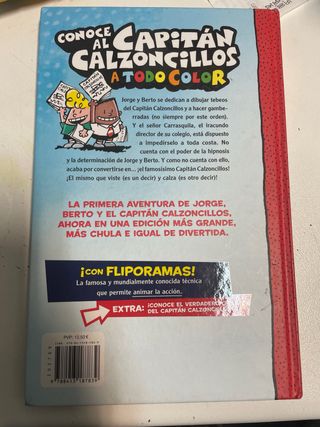 CONOCE AL CAPITÁN
CALZONCILLOS
A TODO COLOR
Jorge y Berto se dedican a dibujar tebeos
del Capitán Calzoncillos y a hacer gambe-
rradas (no siempre por este orden).
Y el señor Carrasquilla, el iracundo
director de su colegio, está dispuesto
a impedírselo a toda costa. No
cuenta con el poder de la hipnosis
y la determinación de Jorge y Berto. Y como no cuenta con ello,
acaba por convertirse en... ¡el famosísimo Capitán Calzoncillos!
¡El mismo que viste (es un decir) y calza (es otro decir)!
LA PRIMERA AVENTURA DE JORGE,
BERTO Y EL CAPITÁN CALZONCILLOS,
AHORA EN UNA EDICIÓN MÁS GRANDE,
MÁS CHULA E IGUAL DE DIVERTIDA.
¡CON FLIPORAMAS!
La famosa y mundialmente conocida técnica
que permite animar la acción.
EXTRA: ¡CONOCE EL VERDADERO
DEL CAPITÁN CALZONCILL
PVP: 13,50 €